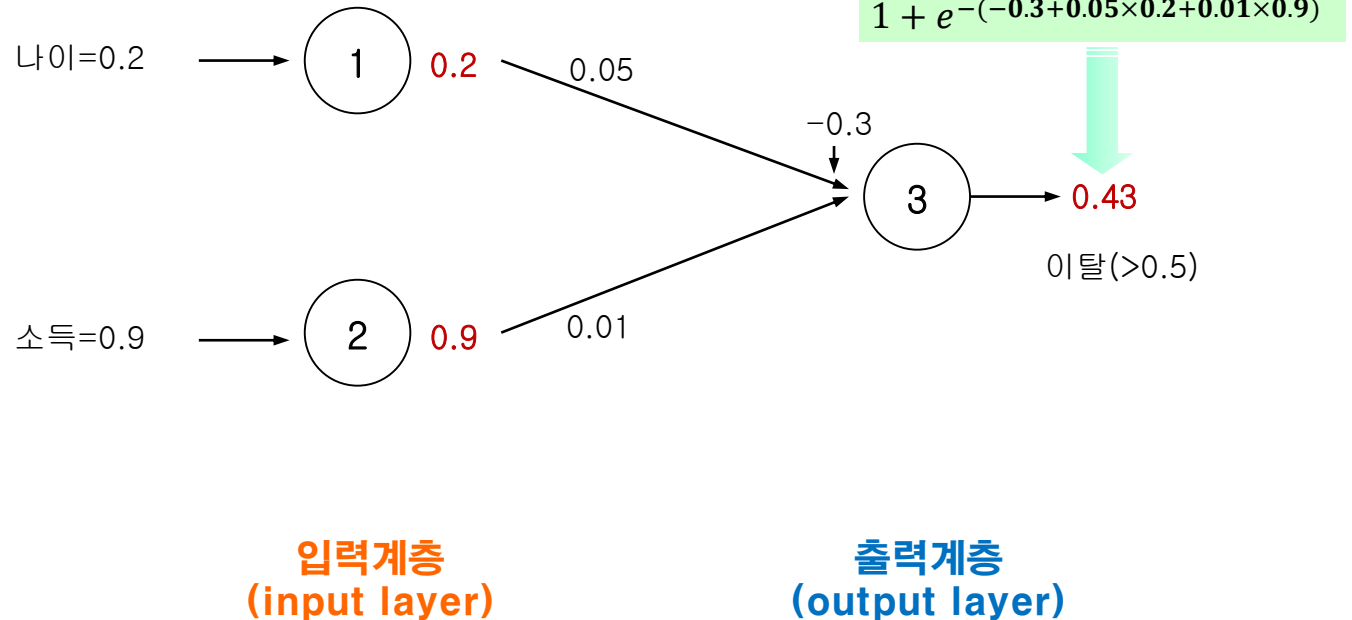 1 + e^−(−0.3+0.05×0.2+0.01×0.9)
나이=0.2
1
0.2
0.05
−0.3
3
0.43
이탈(>0.5)
소득=0.9
2
0.9
0.01
입력계층
(input layer)
출력계층
(output layer)